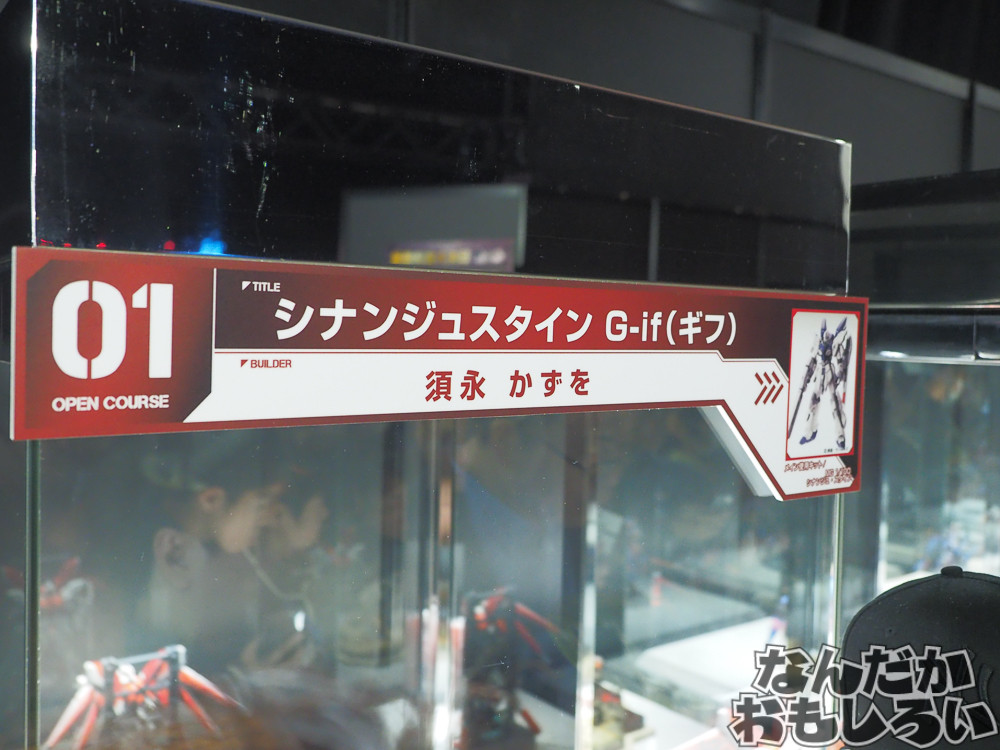 01
OPEN COURSE
TITLE
シナンジュスタイン G-if(ギフ)
BUILDER
須永 かずを
なんだか
おもしろい